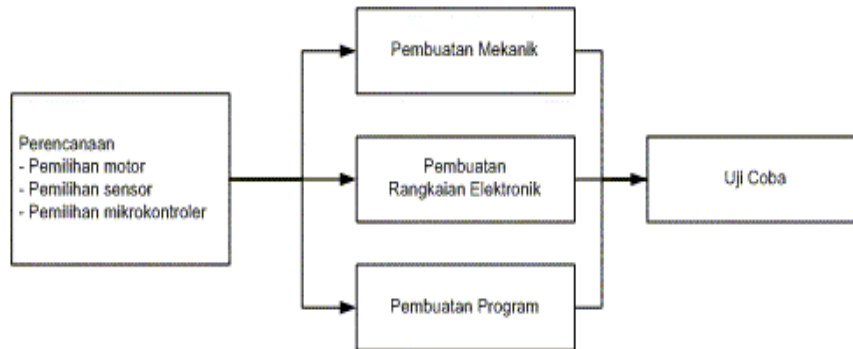 Perencanaan
- Pemilihan motor
- Pemilihan sensor
- Pemilihan mikrokontroler
Pembuatan Mekanik
Pembuatan
Rangkaian Elektronik
Pembuatan Program
Uji Coba